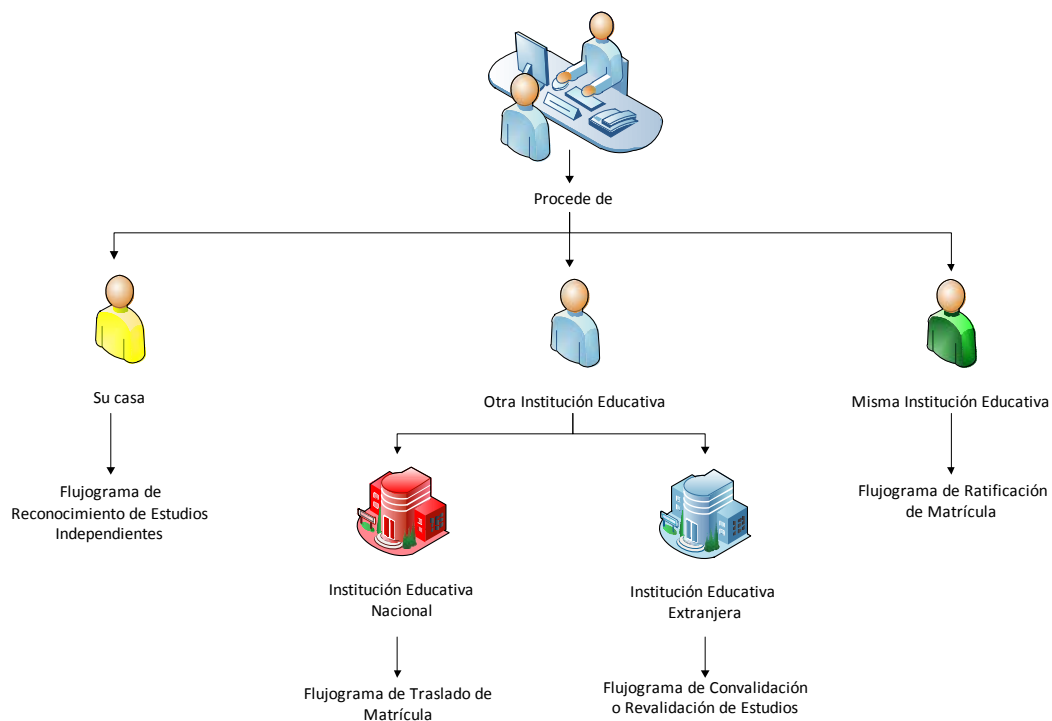 Procede de
Su casa
Otra Institución Educativa
Misma Institución Educativa
Flujograma de
Reconocimiento de Estudios
Independientes
Flujograma de Ratificación
de Matrícula
Institución Educativa
Nacional
Institución Educativa
Extranjera
Flujograma de Traslado de
Matrícula
Flujograma de Convalidación
o Revalidación de Estudios